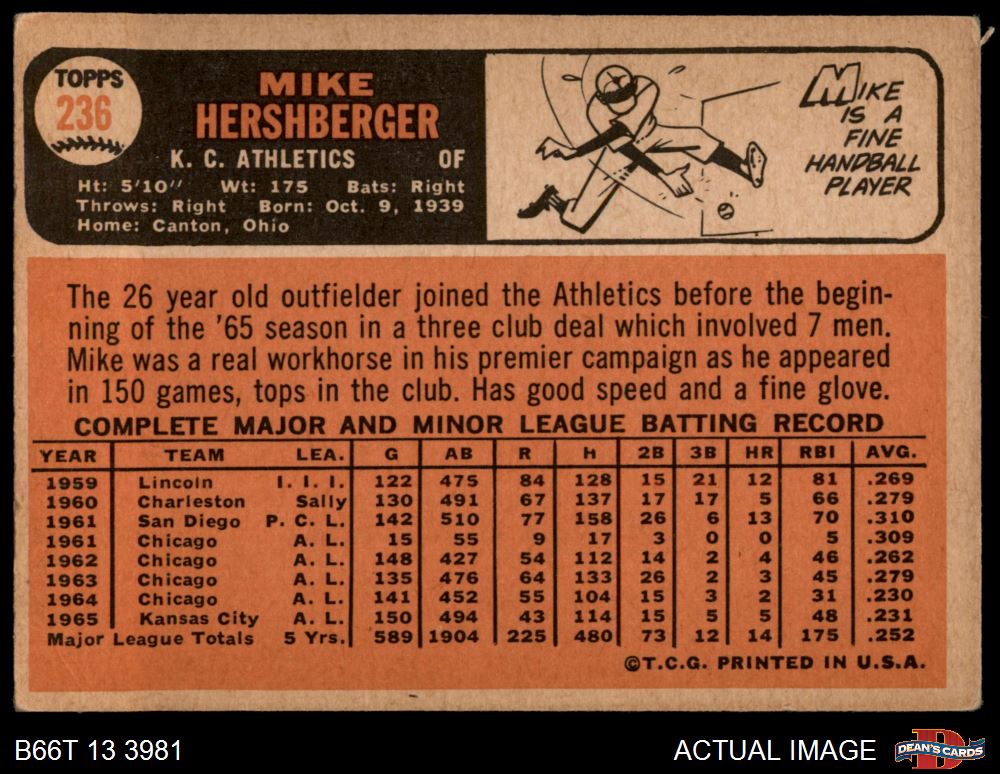 TOPPS
236
MIKE
HERSHBERGER
K. C. ATHLETICS OF
Ht: 5'10" Wt: 175 Bats: Right
Throws: Right Born: Oct. 9, 1939
Home: Canton, Ohio
MIKE
IS A
FINE
HANDBALL
PLAYER
The 26 year old outfielder joined the Athletics before the begin-
ning of the '65 season in a three club deal which involved 7 men.
Mike was a real workhorse in his premier campaign as he appeared
in 150 games, tops in the club. Has good speed and a fine glove.
COMPLETE MAJOR AND MINOR LEAGUE BATTING RECORD
YEAR TEAM LEA. G AB R H 2B 3B HR RBI AVG.
1959 Lincoln I. I. I. 122 475 84 128 15 21 12 81 .269
1960 Charleston Sally 130 491 67 137 17 17 5 66 .279
1961 San Diego P. C. L. 142 510 77 158 26 6 13 70 .310
1961 Chicago A. L. 15 55 9 17 3 0 0 5 .309
1962 Chicago A. L. 148 427 54 112 14 2 4 46 .262
1963 Chicago A. L. 135 476 64 133 26 2 3 45 .279
1964 Chicago A. L. 141 452 55 104 15 3 2 31 .230
1965 Kansas City A. L. 150 494 43 114 15 5 5 48 .231
Major League Totals 5 Yrs. 589 1904 225 480 73 12 14 175 .252
©T.C.G. PRINTED IN U.S.A.
B66T 13 3981 ACTUAL IMAGE DEAN'S CARDS